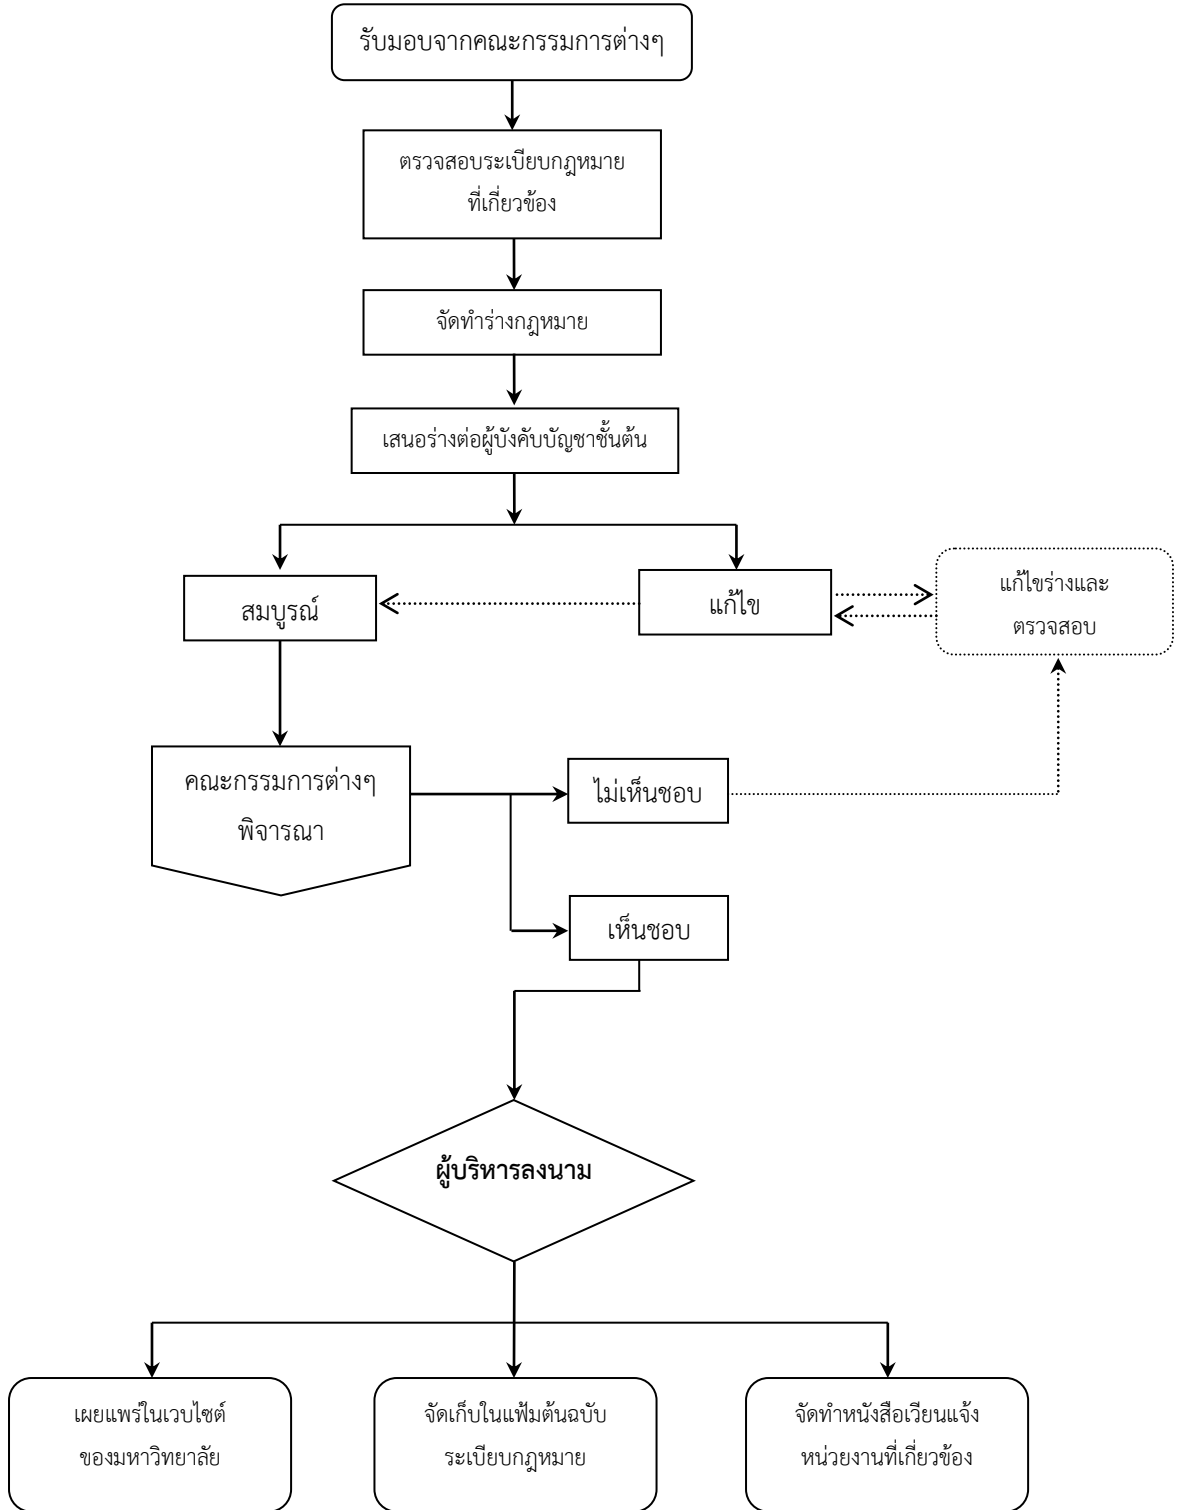 รับมอบจากคณะกรรมการต่างๆ
ตรวจสอบระเบียบกฎหมาย
ที่เกี่ยวข้อง
จัดทำร่างกฎหมาย
เสนอร่างต่อผู้บังคับบัญชาชั้นต้น
สมบูรณ์
แก้ไข
แก้ไขร่างและ
ตรวจสอบ
คณะกรรมการต่างๆ
พิจารณา
ไม่เห็นชอบ
เห็นชอบ
ผู้บริหารลงนาม
เผยแพร่ในเวบไซต์
ของมหาวิทยาลัย
จัดเก็บในแฟ้มต้นฉบับ
ระเบียบกฎหมาย
จัดทำหนังสือเวียนแจ้ง
หน่วยงานที่เกี่ยวข้อง